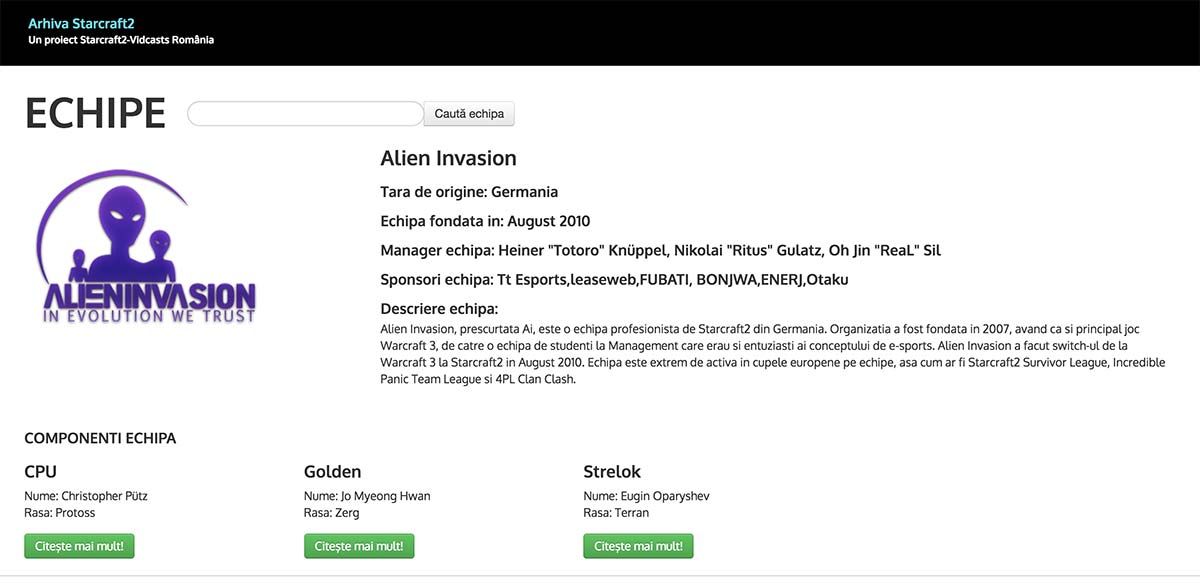 Arhiva Starcraft2
Un proiect Starcraft2-Vidcasts România
ECHIPE
Caută echipa
ALIENINVASION
IN EVOLUTION WE TRUST
Alien Invasion
Tara de origine: Germania
Echipa fondata in: August 2010
Manager echipa: Heiner "Totoro" Knüppel, Nikolai "Ritus" Gulatz, Oh Jin "ReaL" Sil
Sponsori echipa: Tt Esports,leaseweb,FUBATI, BONJWA,ENERJ,Otaku
Descriere echipa:
Alien Invasion, prescurtata Ai, este o echipa profesionista de Starcraft2 din Germania. Organizatia a fost fondata in 2007, avand ca si principal joc
Warcraft 3, de catre o echipa de studenti la Management care erau si entuziasti ai conceptului de e-sports. Alien Invasion a facut switch-ul de la
Warcraft 3 la Starcraft2 in August 2010. Echipa este extrem de activa in cupele europene pe echipe, asa cum ar fi Starcraft2 Survivor League, Incredible
Panic Team League si 4PL Clan Clash.
COMPONENTI ECHIPA
CPU
Nume: Christopher Pütz
Rasa: Protoss
Citește mai mult!
Golden
Nume: Jo Myeong Hwan
Rasa: Zerg
Citește mai mult!
Strelok
Nume: Eugin Oparyshev
Rasa: Terran
Citește mai mult!